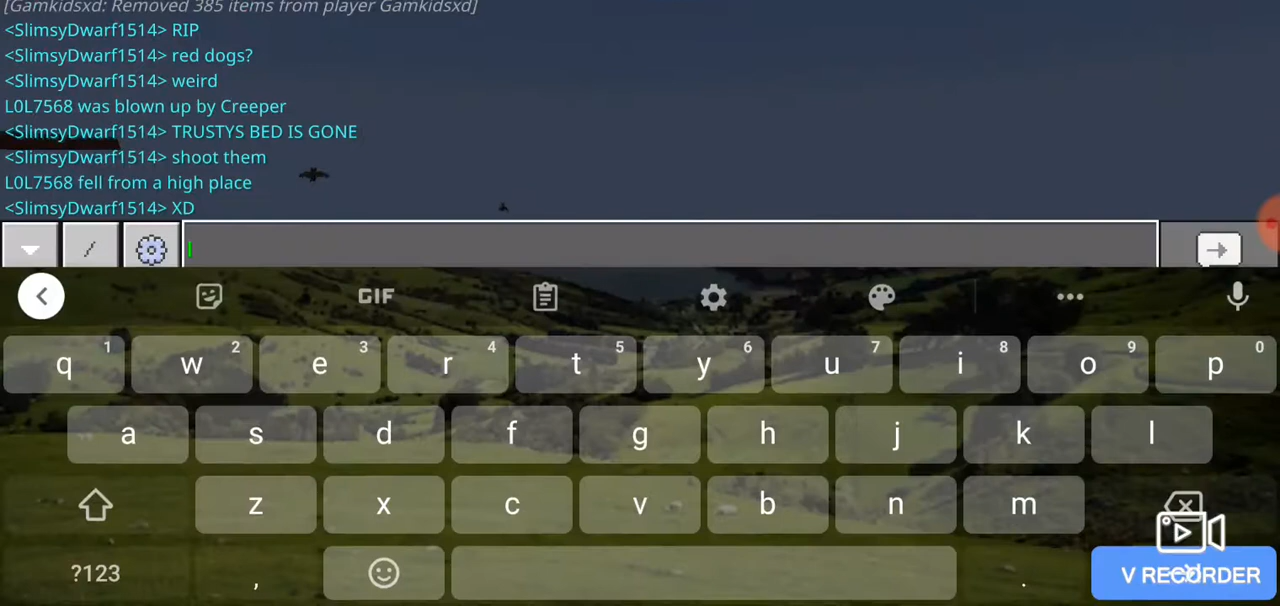 [Gamkidsxd: Removed 385 items from player Gamkidsxd]
<SlimsyDwarf1514> RIP
<SlimsyDwarf1514> red dogs?
<SlimsyDwarf1514> weird
L0L7568 was blown up by Creeper
<SlimsyDwarf1514> TRUSTYS BED IS GONE
<SlimsyDwarf1514> shoot them
L0L7568 fell from a high place
<SlimsyDwarf1514> XD
/
GIF
q 1 w 2 e 3 r 4 t 5 y 6 u 7 i 8 o 9 p 0
a s d f g h j k l
z x c v b n m
?123 , .
V RECORDER